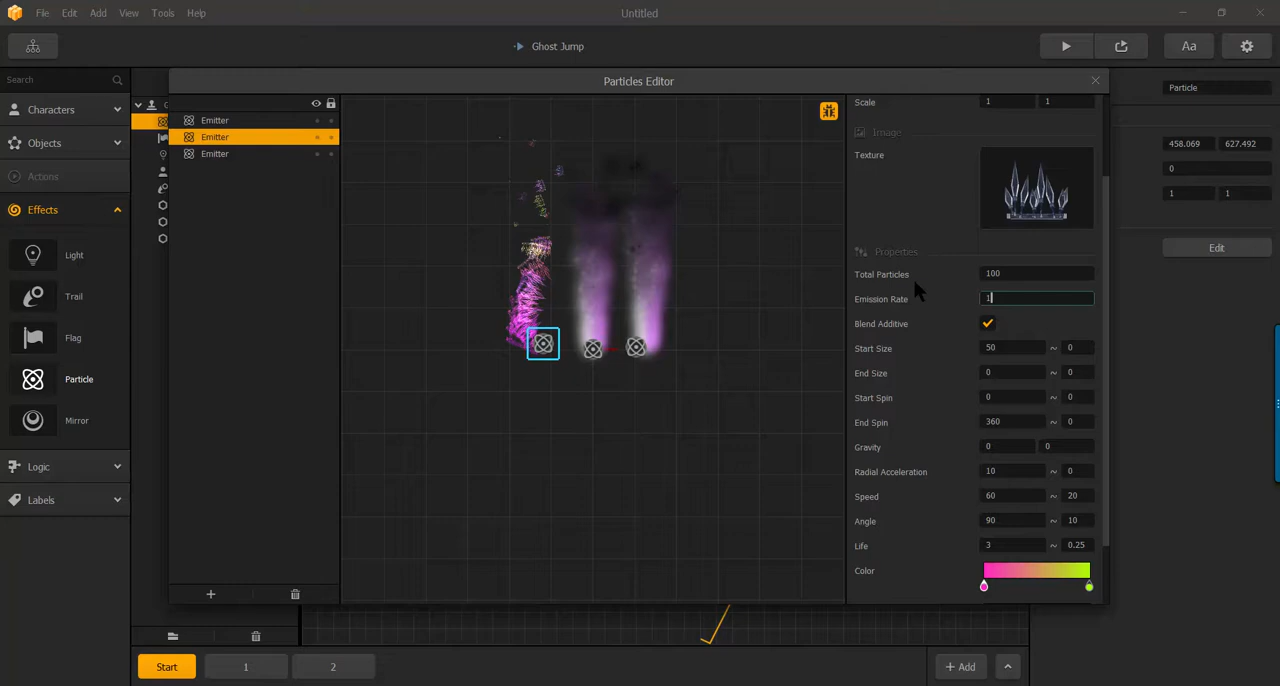 File Edit Add View Tools Help Untitled
Ghost Jump
Aa
Search
Characters
Objects
Actions
Effects
Light
Trail
Flag
Particle
Mirror
Logic
Labels
G
Particles Editor
Emitter
Emitter
Emitter
Scale 1 1
Image
Texture
Properties
Total Particles 100
Emission Rate 1
Blend Additive
Start Size 50 ~ 0
End Size 0 ~ 0
Start Spin 0 ~ 0
End Spin 360 ~ 0
Gravity 0 0
Radial Acceleration 10 ~ 0
Speed 60 ~ 20
Angle 90 ~ 10
Life 3 ~ 0.25
Color
Particle
458.069 627.492
0
1 1
Edit
Start 1 2 + Add